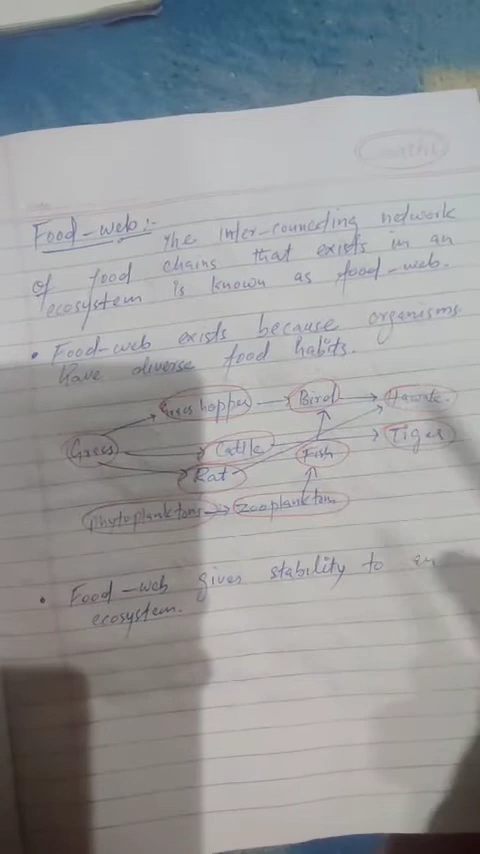 Food-web:- The inter-connecting network
of food chains that exists in an
ecosystem is known as food-web.
• Food-web exists because organisms
have diverse food habits.
Grass hopper Bird Hawk
Grass Cattle Fish Tiger
Rat
Phytoplanktons Zooplanktons
• Food-web gives stability to an
ecosystem.